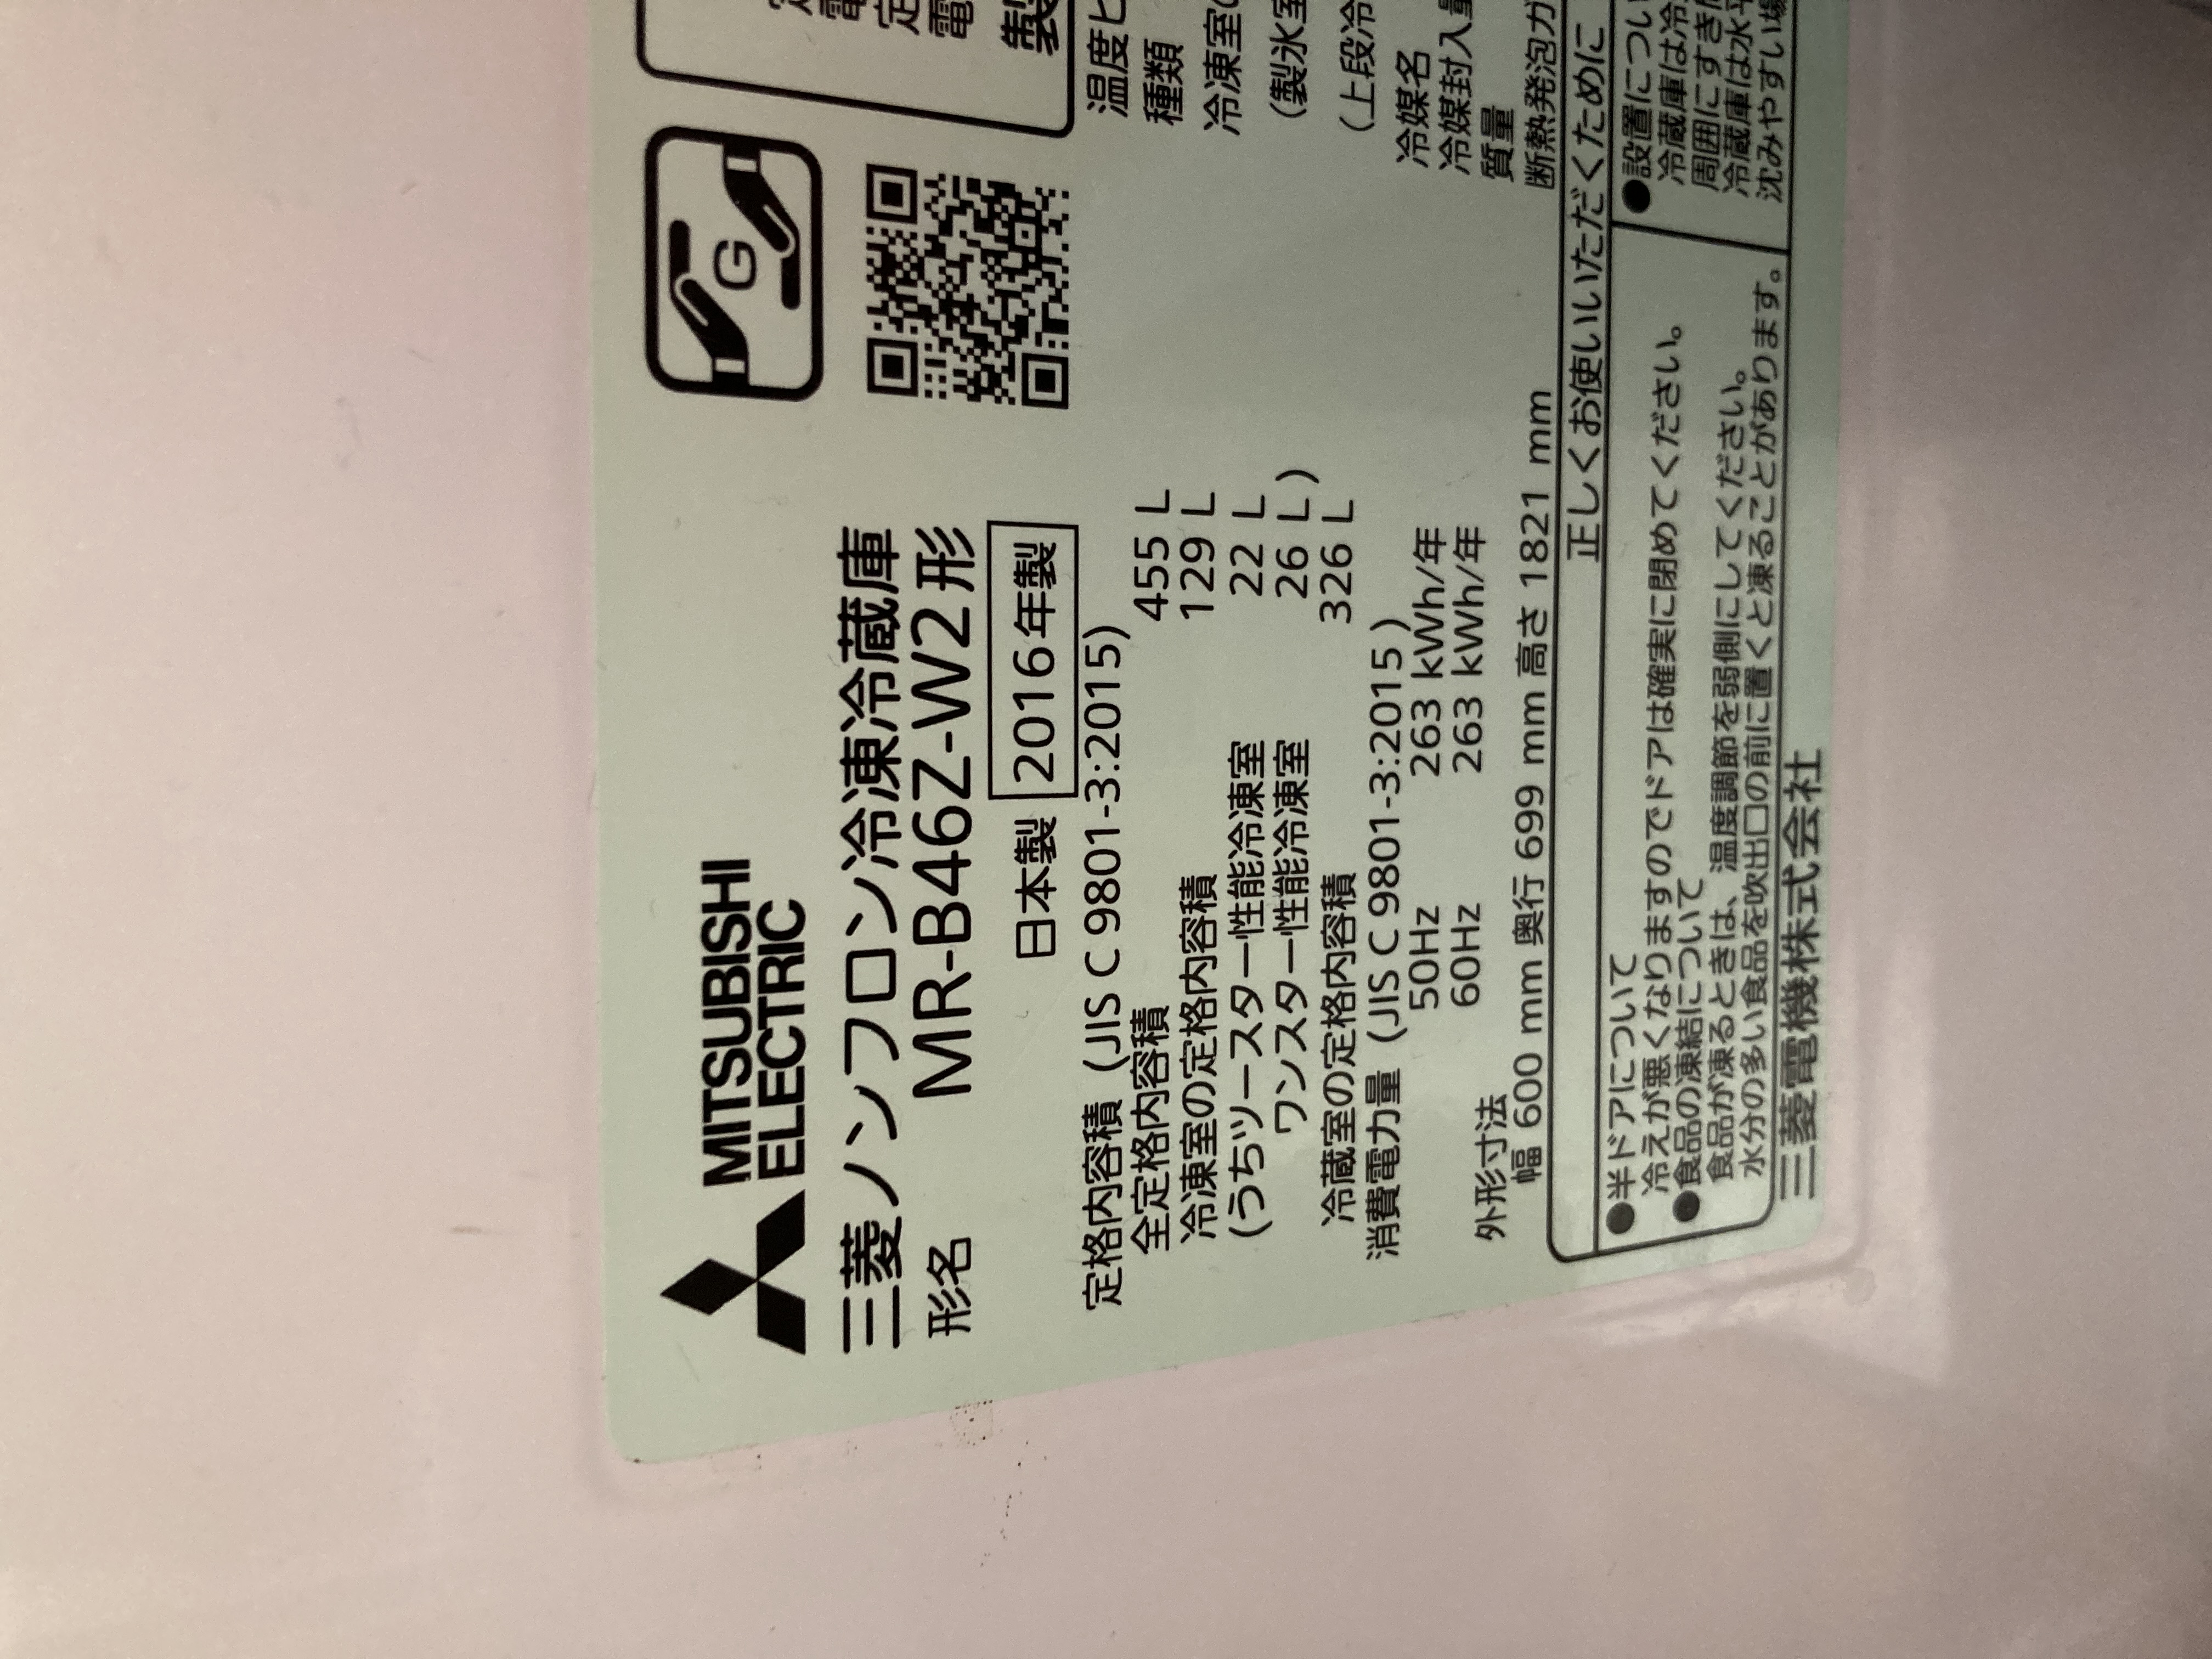 MITSUBISHI
ELECTRIC
三菱ノンフロン冷凍冷蔵庫
形名 MR-B46Z-W2形
日本製 2016年製
定格内容積 (JIS C 9801-3:2015)
全定格内容積 455 L
冷凍室の定格内容積 129 L
(うちツースター性能冷凍室 22 L
ワンスター性能冷凍室 26 L)
冷蔵室の定格内容積 326 L
消費電力量 (JIS C 9801-3:2015)
50Hz 263 kWh/年
60Hz 263 kWh/年
外形寸法
幅 600 mm 奥行 699 mm 高さ 1821 mm
G
製
温度ヒ
種類
冷凍室の
(製氷室
(上段冷
冷媒名
冷媒封入量
質量
断熱発泡ガ
正しくお使いいただくために
●半ドアについて
冷えが悪くなりますのでドアは確実に閉めてください。
●食品の凍結について
食品が凍るときは、温度調節を弱側にしてください。
水分の多い食品を吹出口の前に置くと凍ることがあります。
●設置につい
冷蔵庫は冷
周囲にすき
冷蔵庫は水平
沈みやすい場
三菱電機株式会社